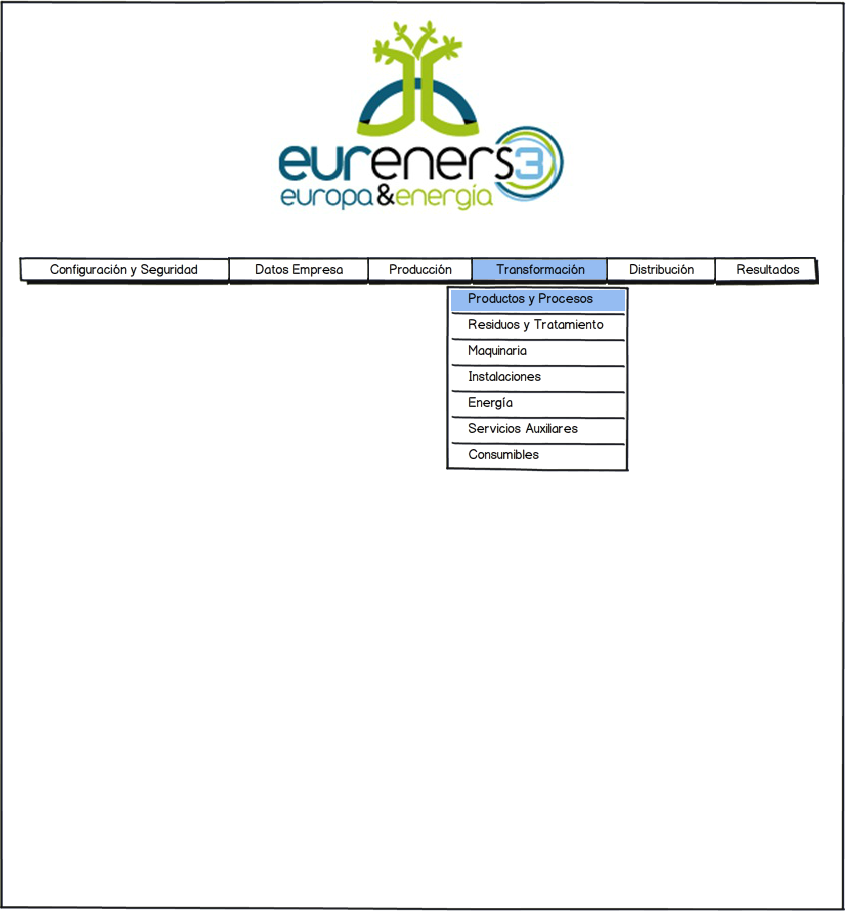 eureners3
europa&energía
Configuración y Seguridad Datos Empresa Producción Transformación Distribución Resultados
Productos y Procesos
Residuos y Tratamiento
Maquinaria
Instalaciones
Energía
Servicios Auxiliares
Consumibles